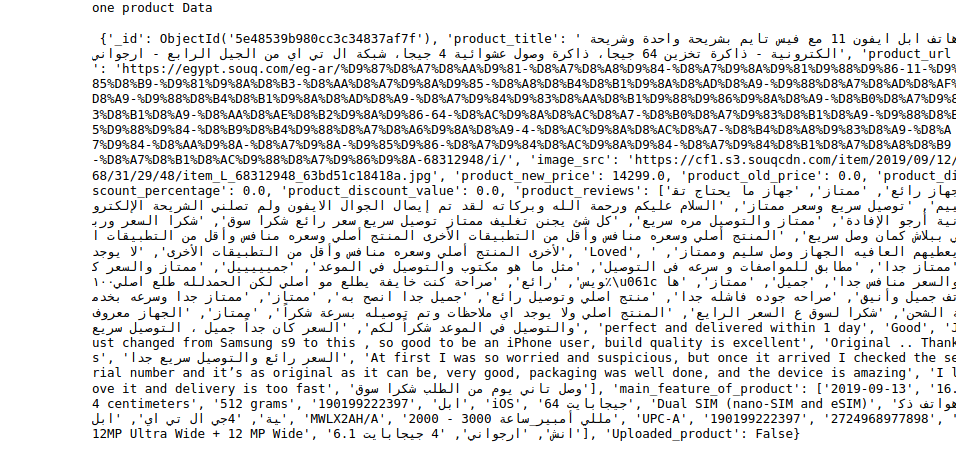 one product Data
{'_id': ObjectId('5e48539b980cc3c34837af7f'), 'product_title': ' هاتف ابل ايفون 11 مع فيس تايم بشريحة واحدة وشريحة
الكترونية - ذاكرة تخزين 64 جيجا، ذاكرة وصول عشوائية 4 جيجا، شبكة ال تي اي من الجيل الرابع - ارجواني', 'product_url
': 'https://egypt.souq.com/eg-ar/%D9%87%D8%A7%D8%AA%D9%81-%D8%A7%D8%A8%D9%84-%D8%A7%D9%8A%D9%81%D9%88%D9%86-11-%D9%
85%D8%B9-%D9%81%D9%8A%D8%B3-%D8%AA%D8%A7%D9%8A%D9%85-%D8%A8%D8%B4%D8%B1%D9%8A%D8%AD%D8%A9-%D9%88%D8%A7%D8%AD%D8%AF%
D8%A9-%D9%88%D8%B4%D8%B1%D9%8A%D8%AD%D8%A9-%D8%A7%D9%84%D9%83%D8%AA%D8%B1%D9%88%D9%86%D9%8A%D8%A9-%D8%B0%D8%A7%D9%8
3%D8%B1%D8%A9-%D8%AA%D8%AE%D8%B2%D9%8A%D9%86-64-%D8%AC%D9%8A%D8%AC%D8%A7-%D8%B0%D8%A7%D9%83%D8%B1%D8%A9-%D9%88%D8%B
5%D9%88%D9%84-%D8%B9%D8%B4%D9%88%D8%A7%D8%A6%D9%8A%D8%A9-4-%D8%AC%D9%8A%D8%AC%D8%A7-%D8%B4%D8%A8%D9%83%D8%A9-%D8%A
7%D9%84-%D8%AA%D9%8A-%D8%A7%D9%8A-%D9%85%D9%86-%D8%A7%D9%84%D8%AC%D9%8A%D9%84-%D8%A7%D9%84%D8%B1%D8%A7%D8%A8%D8%B9
-%D8%A7%D8%B1%D8%AC%D9%88%D8%A7%D9%86%D9%8A-68312948/i/', 'image_src': 'https://cf1.s3.souqcdn.com/item/2019/09/12/
68/31/29/48/item_L_68312948_63bd51c18418a.jpg', 'product_new_price': 14299.0, 'product_old_price': 0.0, 'product_di
scount_percentage': 0.0, 'product_discount_value': 0.0, 'product_reviews': ['جهاز رائع', 'ممتاز', 'جهاز ما يحتاج تق
ييم', 'توصيل سريع وسعر ممتاز', 'السلام عليكم ورحمة الله وبركاته لقد تم إيصال الجوال الايفون ولم تصلني الشريحة الإلكترو
نية أرجو الإفادة', 'ممتاز والتوصيل مره سريع', 'كل شئ يجنن تغليف ممتاز توصيل سريع سعر رائع شكرا سوق', 'شكرا السعر ورب
ي ببلاش كمان وصل سريع', 'المنتج أصلي وسعره منافس وأقل من التطبيقات الأخرى المنتج أصلي وسعره منافس وأقل من التطبيقات ا
لأخرى المنتج أصلي وسعره منافس وأقل من التطبيقات الأخرى', 'لا يوجد', 'Loved', 'يعطيهم العافيه الجهاز وصل سليم وممتاز',
'ممتاز جدا', 'مطابق للمواصفات و سرعه فى التوصيل', 'مثل ما هو مكتوب والتوصيل في الموعد', 'جمييييييل', 'ممتاز والسعر ك
ويس', 'رائع', 'صراحة كنت خايفة يطلع مو اصلي لكن الحمدلله طلع اصلي١٠٠٪\u061c', 'والسعر منافس جدا', 'جميل', 'ممتاز', 'ها
تف جميل وأنيق', 'صراحه جوده فاشله جدا', 'منتج اصلي وتوصيل رائع', 'جميل جدا انصح به', 'ممتاز', 'ممتاز جدا وسرعه بخدم
ة الشحن', 'شكرا لسوق ع السعر الرايع', 'المنتج اصلي ولا يوجد اي ملاحظات وتم توصيله بسرعة شكراً', 'ممتاز', 'الجهاز معروف
والتوصيل في الموعد شكراً لكم', 'السعر كان جداً جميل ، التوصيل سريع', 'perfect and delivered within 1 day', 'Good', 'J
ust changed from Samsung s9 to this , so good to be an iPhone user, build quality is excellent', 'Original .. Thank
s', 'السعر رائع والتوصيل سريع جدا', 'At first I was so worried and suspicious, but once it arrived I checked the se
rial number and it's as original as it can be, very good, packaging was well done, and the device is amazing', 'I l
ove it and delivery is too fast', 'وصل تاني يوم من الطلب شكرا سوق'], 'main_feature_of_product': ['2019-09-13', '16.
4 centimeters', '512 grams', '190199222397', 'ابل', 'iOS', '64 جيجابايت', 'Dual SIM (nano-SIM and eSIM)', 'هواتف ذك
ية', '4جي ال تي اي', 'ابل', 'MWLX2AH/A', '2000 - 3000 مللي أمبير_ساعة', 'UPC-A', '190199222397', '2724968977898', '
12MP Ultra Wide + 12 MP Wide', '6.1 انش', 'ارجواني', '4 جيجابايت'], 'Uploaded_product': False}